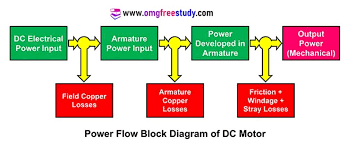 www.omgfreestudy.com
DC Electrical
Power Input
Armature
Power Input
Power
Developed in
Armature
Output
Power
(Mechanical)
Field Copper
Losses
Armature
Copper
Losses
Friction +
Windage +
Stray Losses
Power Flow Block Diagram of DC Motor